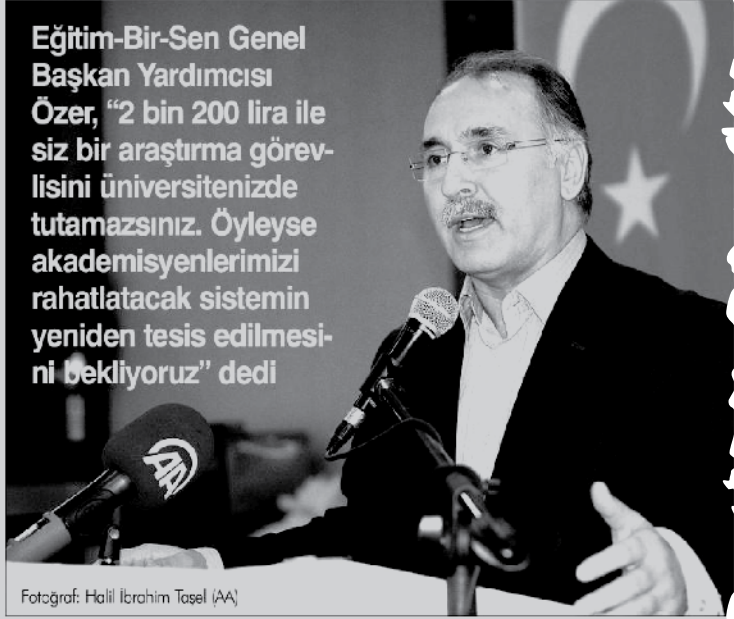 Eğitim-Bir-Sen Genel
Başkan Yardımcısı
Özer, “2 bin 200 lira ile
siz bir araştırma görev-
lisini üniversitenizde
tutamazsınız. Öyleyse
akademisyenlerimizi
rahatlatacak sistemin
yeniden tesis edilmesi-
ni bekliyoruz” dedi
AA
Fotoğraf: Halil İbrahim Taşel (AA)